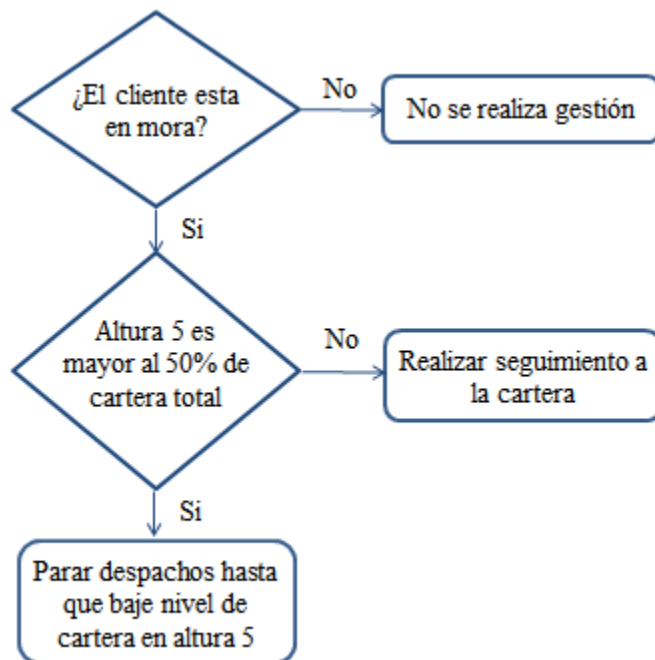 ¿El cliente esta
en mora?
No
No se realiza gestión
Si
Altura 5 es
mayor al 50% de
cartera total
No
Realizar seguimiento a
la cartera
Si
Parar despachos hasta
que baje nivel de
cartera en altura 5